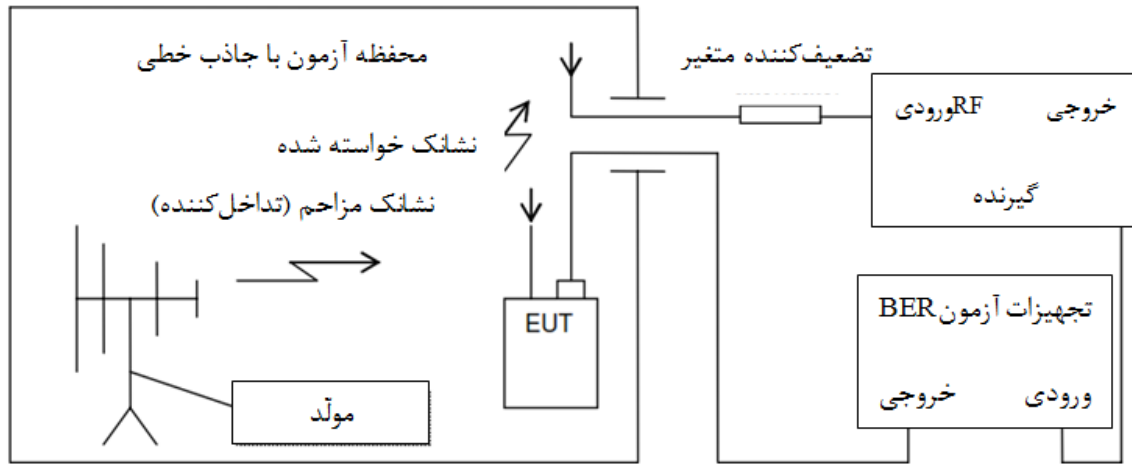 محفظه آزمون با جاذب خطی
تضعیف‌کننده متغیر
خروجی
ورودیRF
گیرنده
نشانک خواسته شده
نشانک مزاحم (تداخل‌کننده)
EUT
مولّد
تجهیزات آزمون BER
ورودی
خروجی